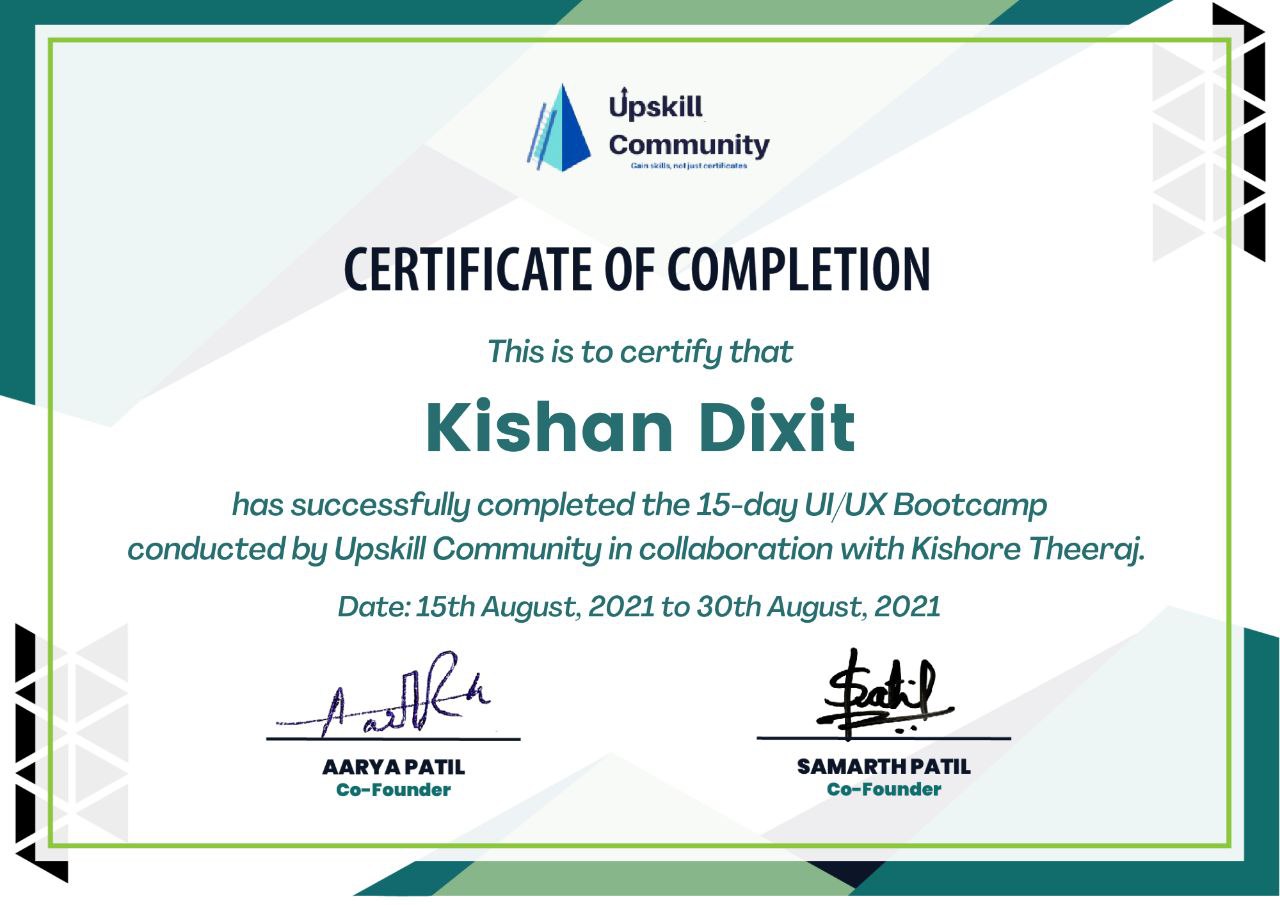 Upskill
Community
Gain skills, not just certificates
CERTIFICATE OF COMPLETION
This is to certify that
Kishan Dixit
has successfully completed the 15-day UI/UX Bootcamp
conducted by Upskill Community in collaboration with Kishore Theeraj.
Date: 15th August, 2021 to 30th August, 2021
AARYA PATIL
Co-Founder
SAMARTH PATIL
Co-Founder